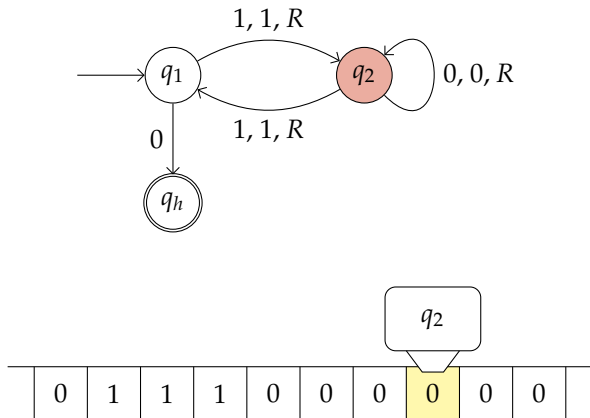 1, 1, R
q1 q2 0, 0, R
1, 1, R
0
qh
q2
0 1 1 1 0 0 0 0 0 0